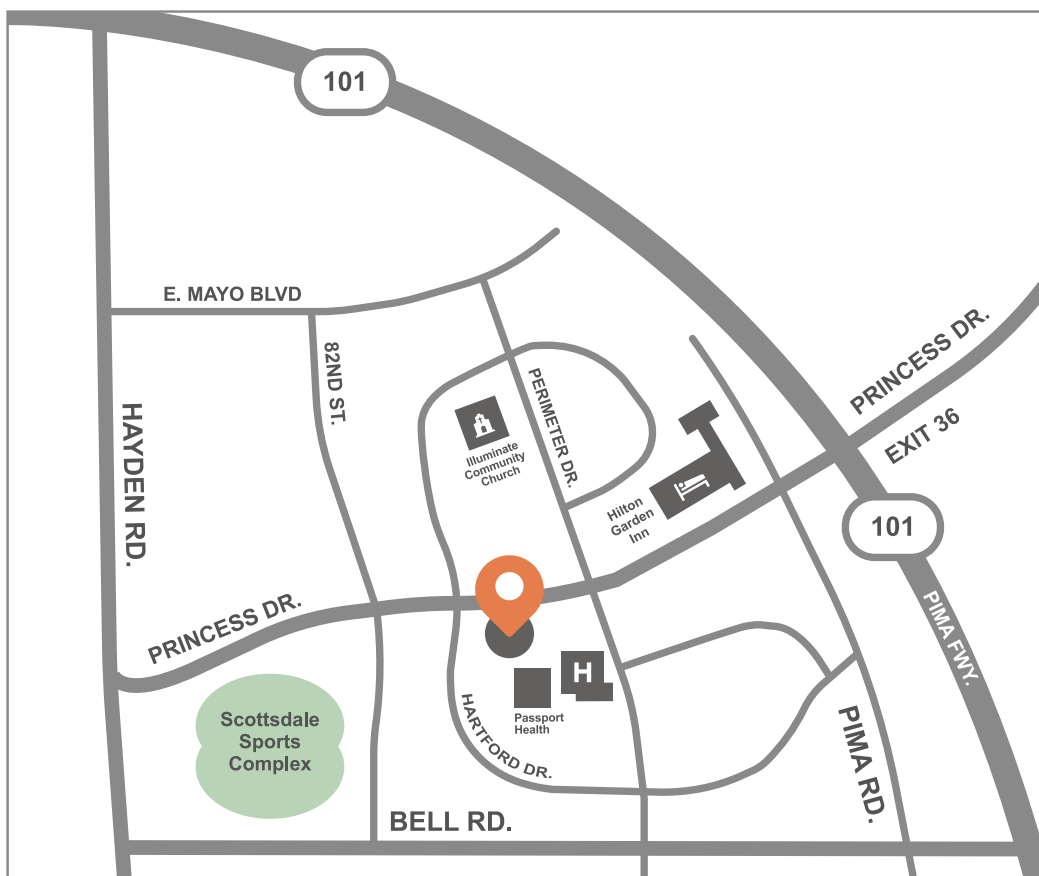 101
E. MAYO BLVD
82ND ST.
PERIMETER DR.
PRINCESS DR.
EXIT 36
HAYDEN RD.
Illuminate
Community
Church
Hilton
Garden
Inn
101
PIMA FWY.
PRINCESS DR.
H
Passport
Health
HARTFORD DR.
Scottsdale
Sports
Complex
PIMA RD.
BELL RD.